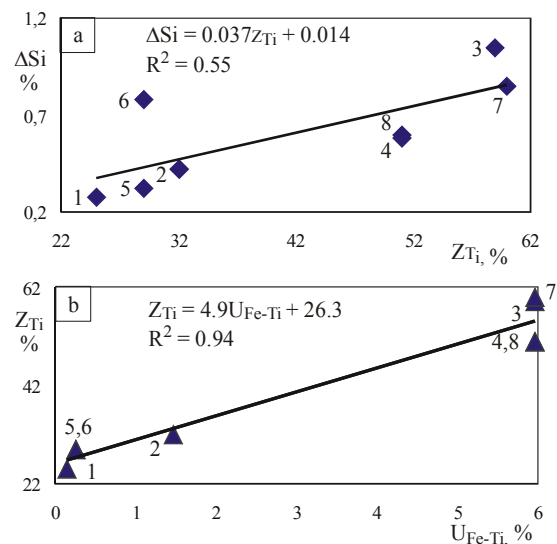 1,2
a
ΔSi = 0.037zTi + 0.014
3
ΔSi
%
R² = 0.55
6
7
0,7
8
4
2
5
1
0,2
22 32 42 52 62
ZTi, %
62
b
7
ZTi
%
ZTi = 4.9UFe-Ti + 26.3
3
R² = 0.94
4,8
42
5,6
2
1
22
0 1 2 3 4 5 6
UFe-Ti, %